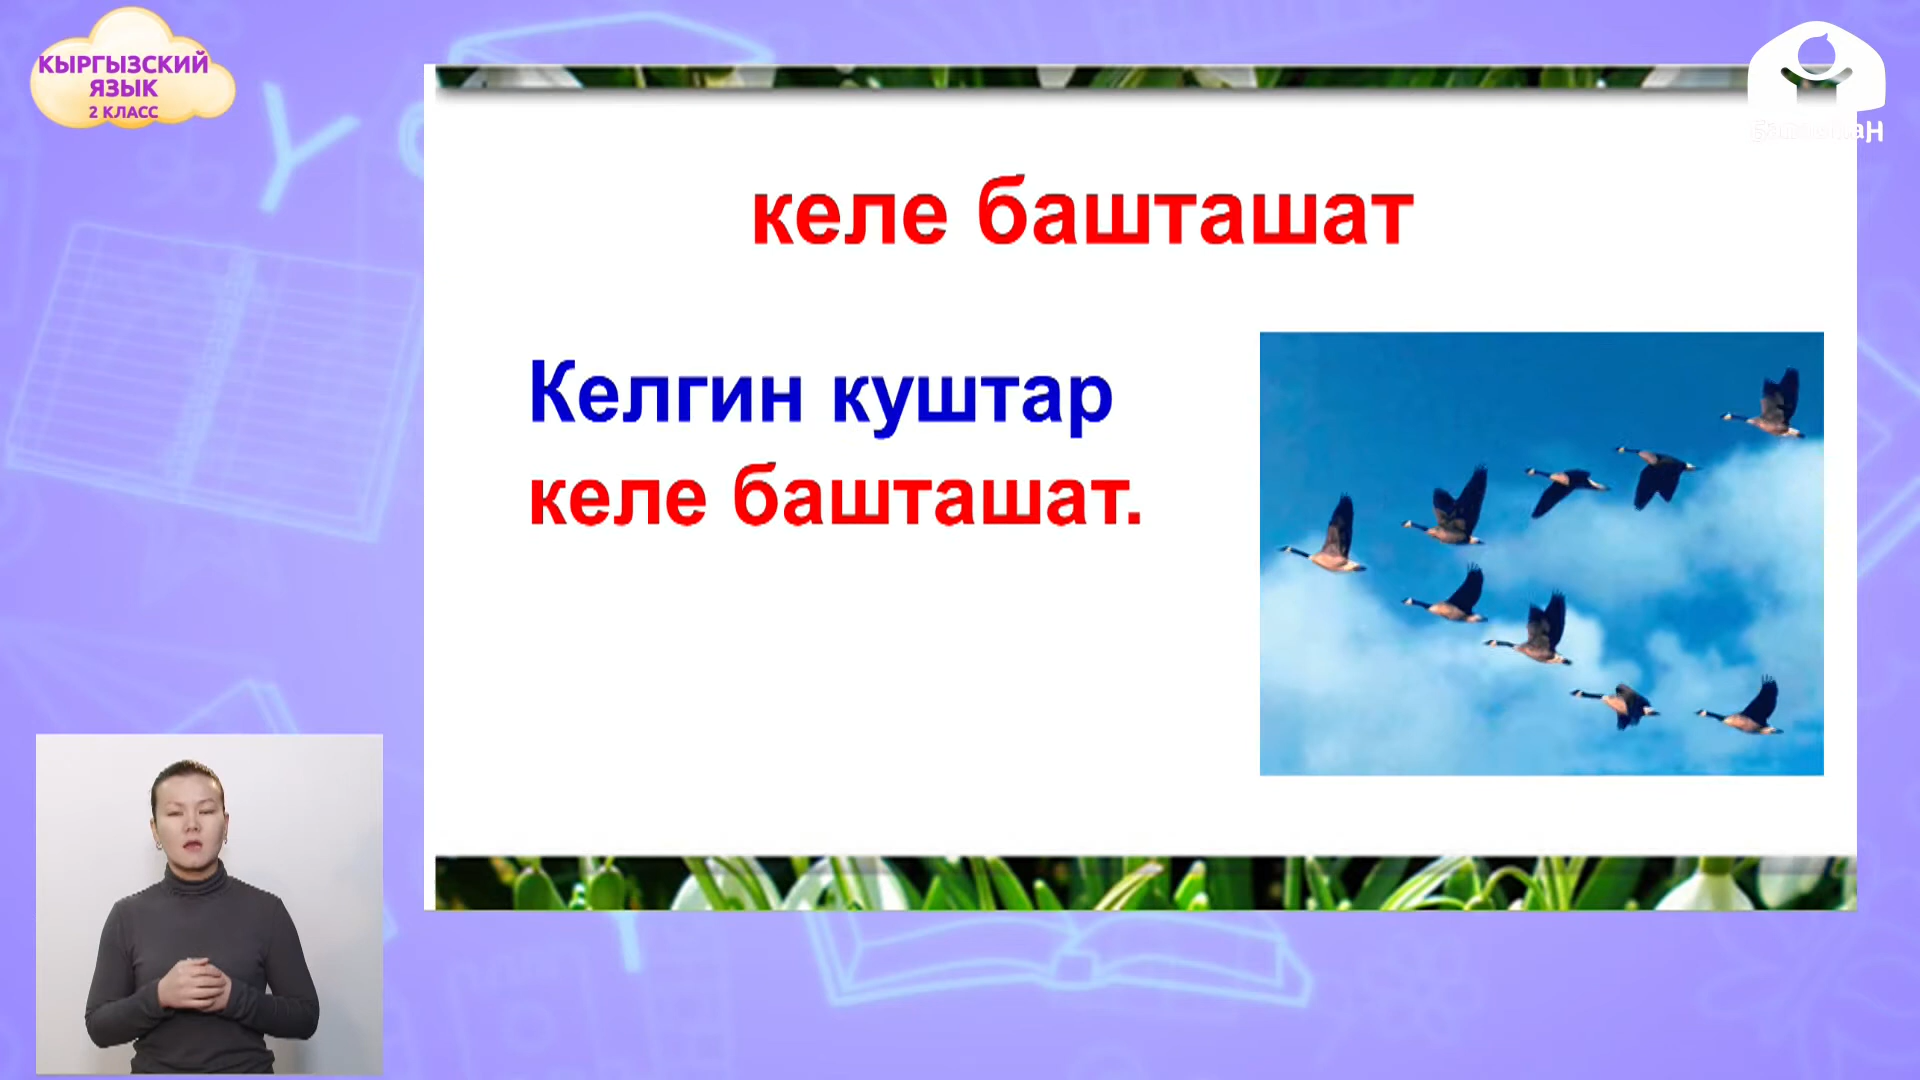 КЫРГЫЗСКИЙ
ЯЗЫК
2 КЛАСС
келе башташат
Келгин куштар
келе башташат.